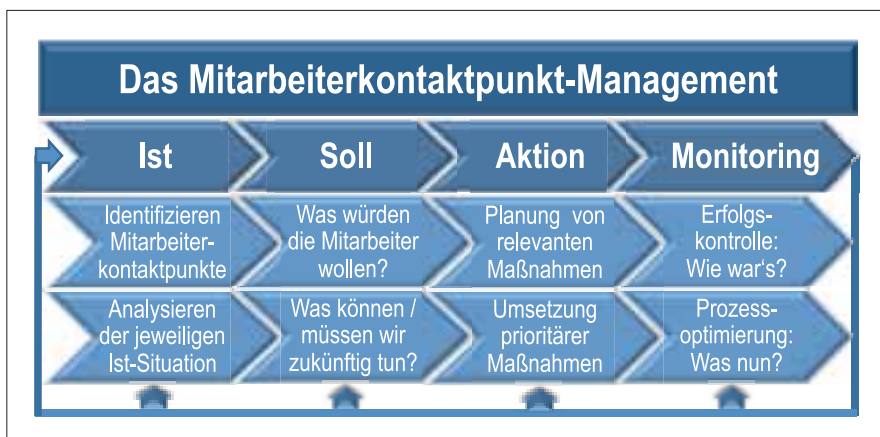 Das Mitarbeiterkontaktpunkt-Management
Ist
Soll
Aktion
Monitoring
Identifizieren
Mitarbeiter-
kontaktpunkte
Was würden
die Mitarbeiter
wollen?
Planung von
relevanten
Maßnahmen
Erfolgs-
kontrolle:
Wie war‘s?
Analysieren
der jeweiligen
Ist-Situation
Was können /
müssen wir
zukünftig tun?
Umsetzung
prioritärer
Maßnahmen
Prozess-
optimierung:
Was nun?